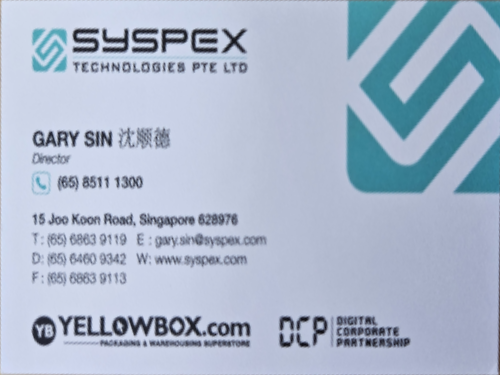 SYSPEX
TECHNOLOGIES PTE LTD
GARY SIN 沈顺德
Director
(65) 8511 1300
15 Joo Koon Road, Singapore 628976
T: (65) 6863 9119 E : gary.sin@syspex.com
D: (65) 6460 9342 W: www.syspex.com
F : (65) 6863 9113
YB YELLOWBOX.com
PACKAGING & WAREHOUSING SUPERSTORE
DCP DIGITAL
CORPORATE
PARTNERSHIP